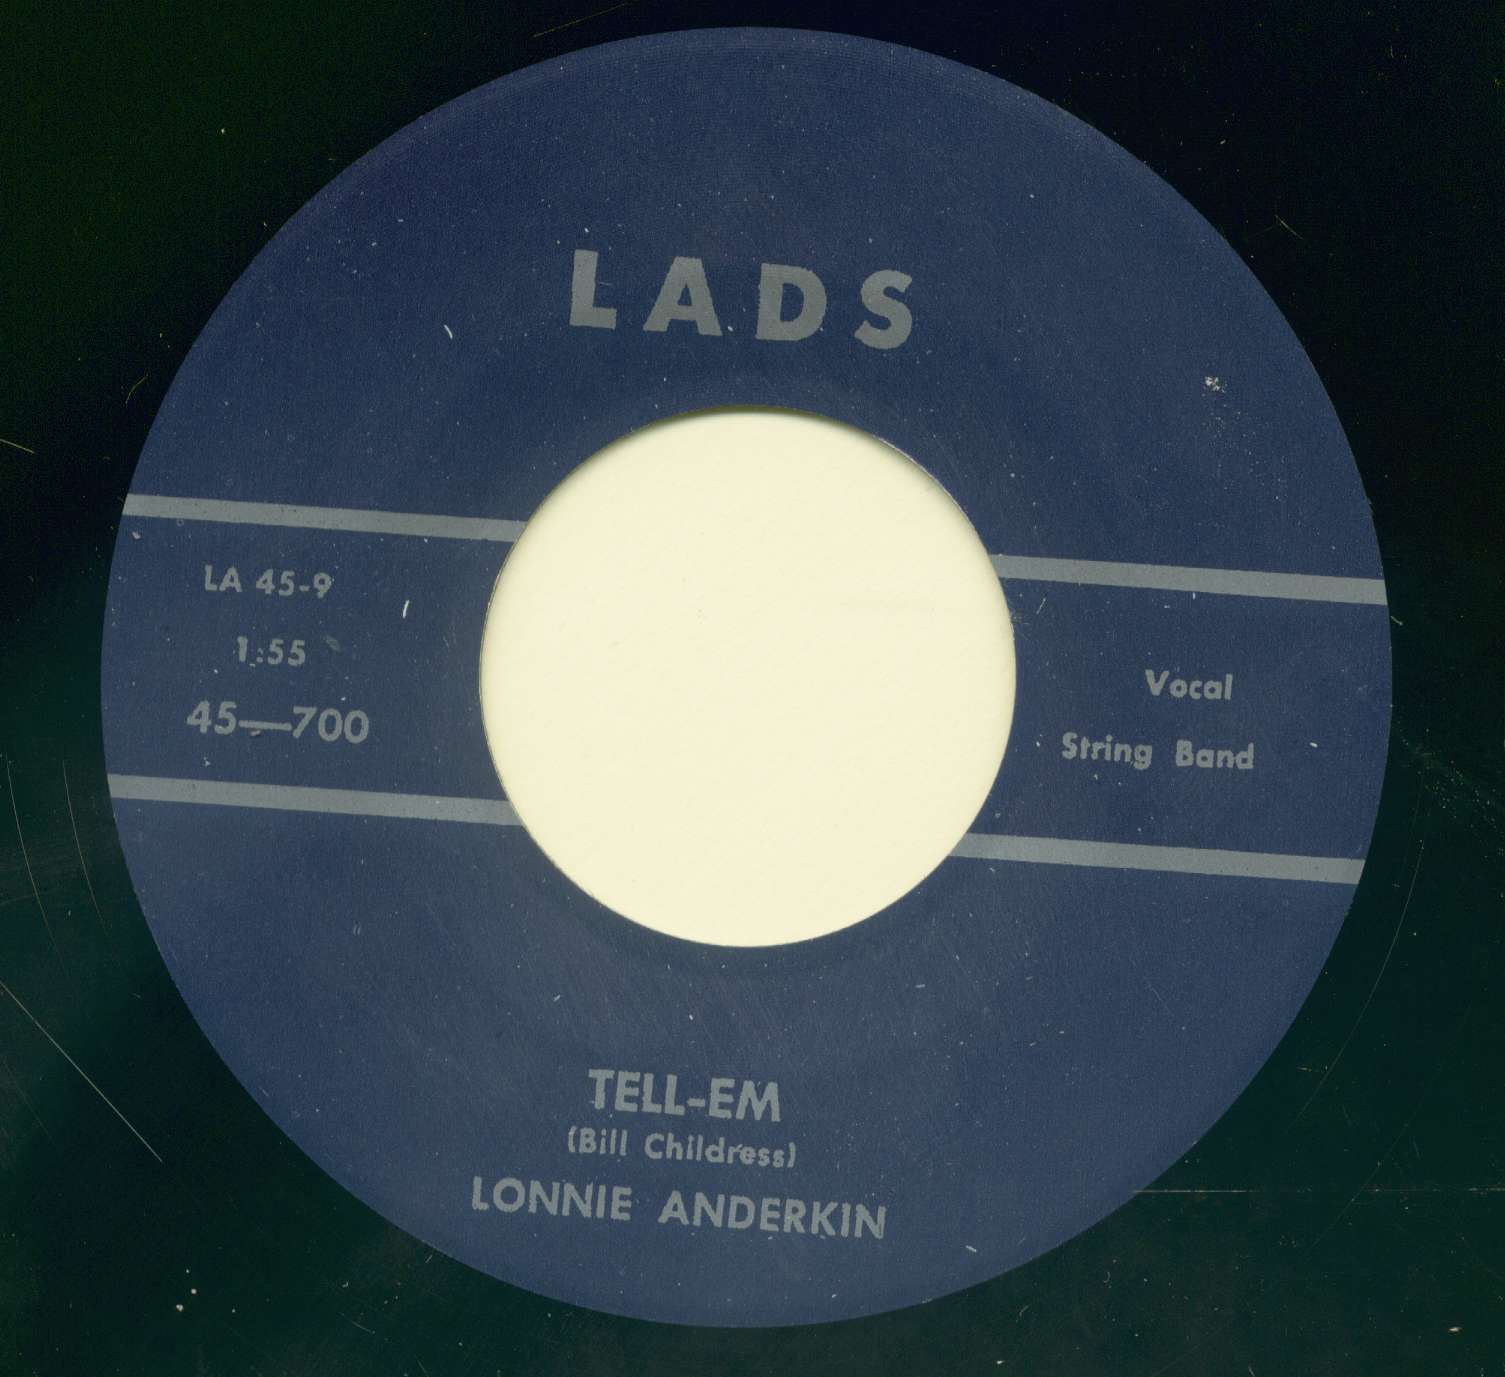 LADS
LA 45-9
1:55
45—700
Vocal
String Band
TELL-EM
(Bill Childress)
LONNIE ANDERKIN